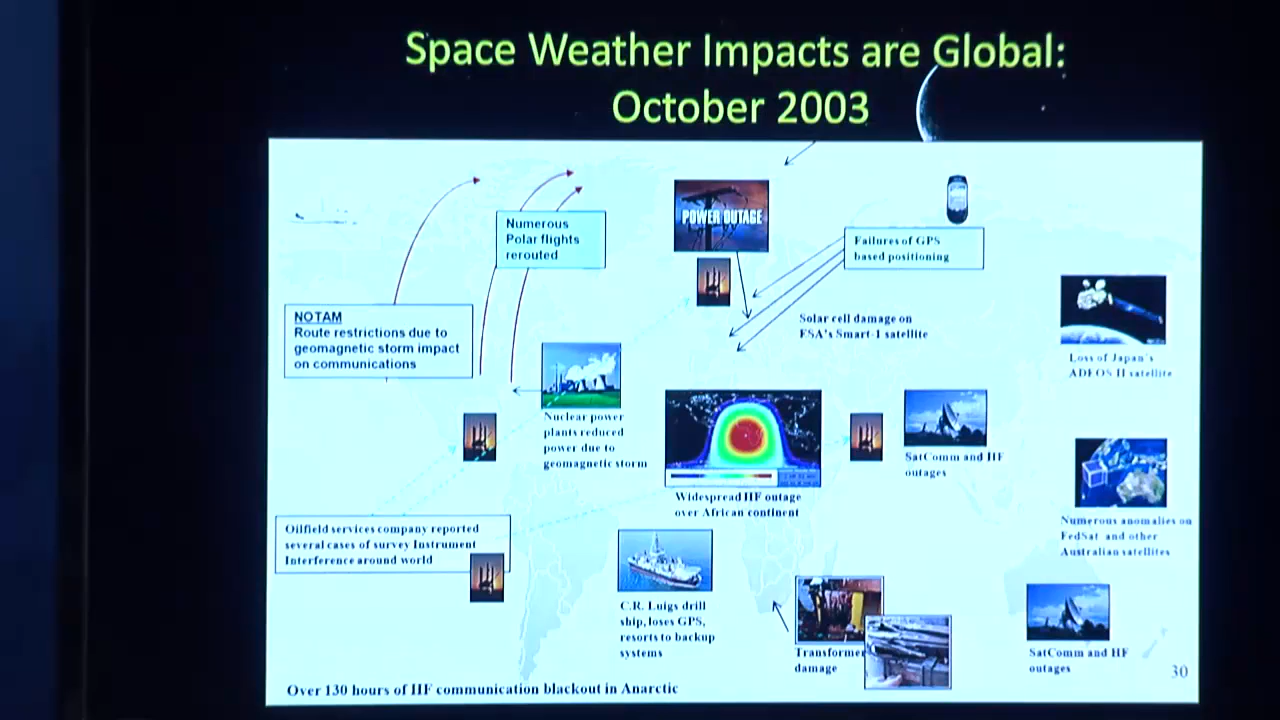 Space Weather Impacts are Global:
October 2003
POWER OUTAGE
Numerous
Polar flights
rerouted
Failures of GPS
based positioning
NOTAM
Route restrictions due to
geomagnetic storm impact
on communications
Solar cell damage on
ESA's Smart-1 satellite
Loss of Japan's
ADEOS II satellite
Nuclear power
plants reduced
power due to
geomagnetic storm
SatComm and HF
outages
Widespread HF outage
over African continent
Oilfield services company reported
several cases of survey Instrument
Interference around world
Numerous anomalies on
FedSat and other
Australian satellites
C.R. Luigs drill
ship, loses GPS,
resorts to backup
systems
Transformer
damage
SatComm and HF
outages
30
Over 130 hours of HF communication blackout in Anarctic